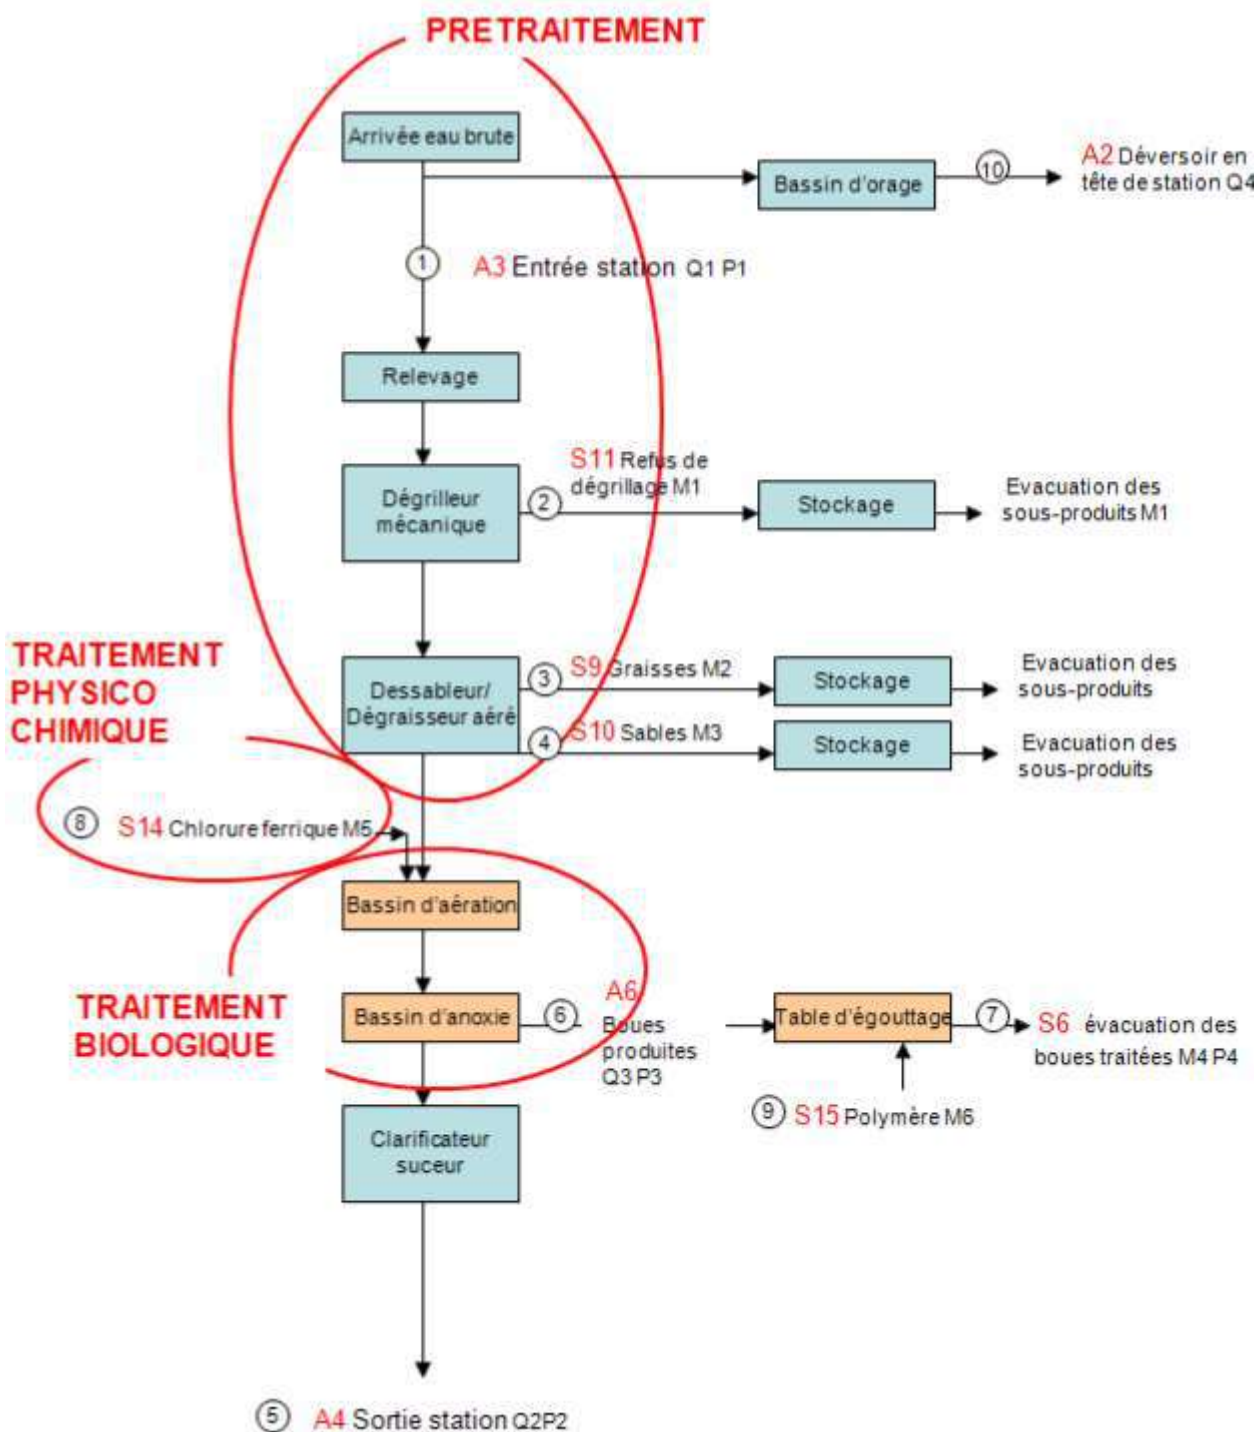 PRETRAITEMENT
Arrivée eau brute
Bassin d'orage
10
A2 Déversoir en
tête de station Q4
1
A3 Entrée station Q1 P1
Relevage
Dégrilleur
mécanique
2
S11 Refus de
dégrillage M1
Stockage
Evacuation des
sous-produits M1
TRAITEMENT
PHYSICO
CHIMIQUE
Dessableur/
Dégraisseur aéré
3
S9 Graisses M2
Stockage
Evacuation des
sous-produits
4
S10 Sables M3
Stockage
Evacuation des
sous-produits
8
S14 Chlorure ferrique M5
Bassin d'aération
TRAITEMENT
BIOLOGIQUE
Bassin d'anoxie
6
A6
Boues
produites
Q3 P3
Table d'égouttage
7
S6 évacuation des
boues traitées M4 P4
9
S15 Polymère M6
Clarificateur
suceur
5
A4 Sortie station Q2P2